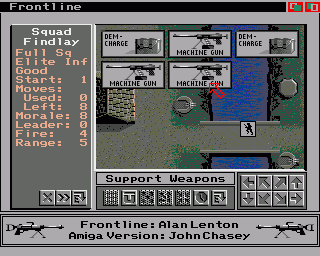 Frontline
Squad
Findlay
Full Sq
Elite Inf
Good
Start: 1
Moves:
Used: 0
Left: 8
Morale: 8
Leader: 0
Fire: 4
Range: 5
DEM-
CHARGE
MACHINE GUN
DEM-
CHARGE
MACHINE GUN
MACHINE GUN
Support Weapons
Frontline: Alan Lenton
Amiga Version: John Chasey